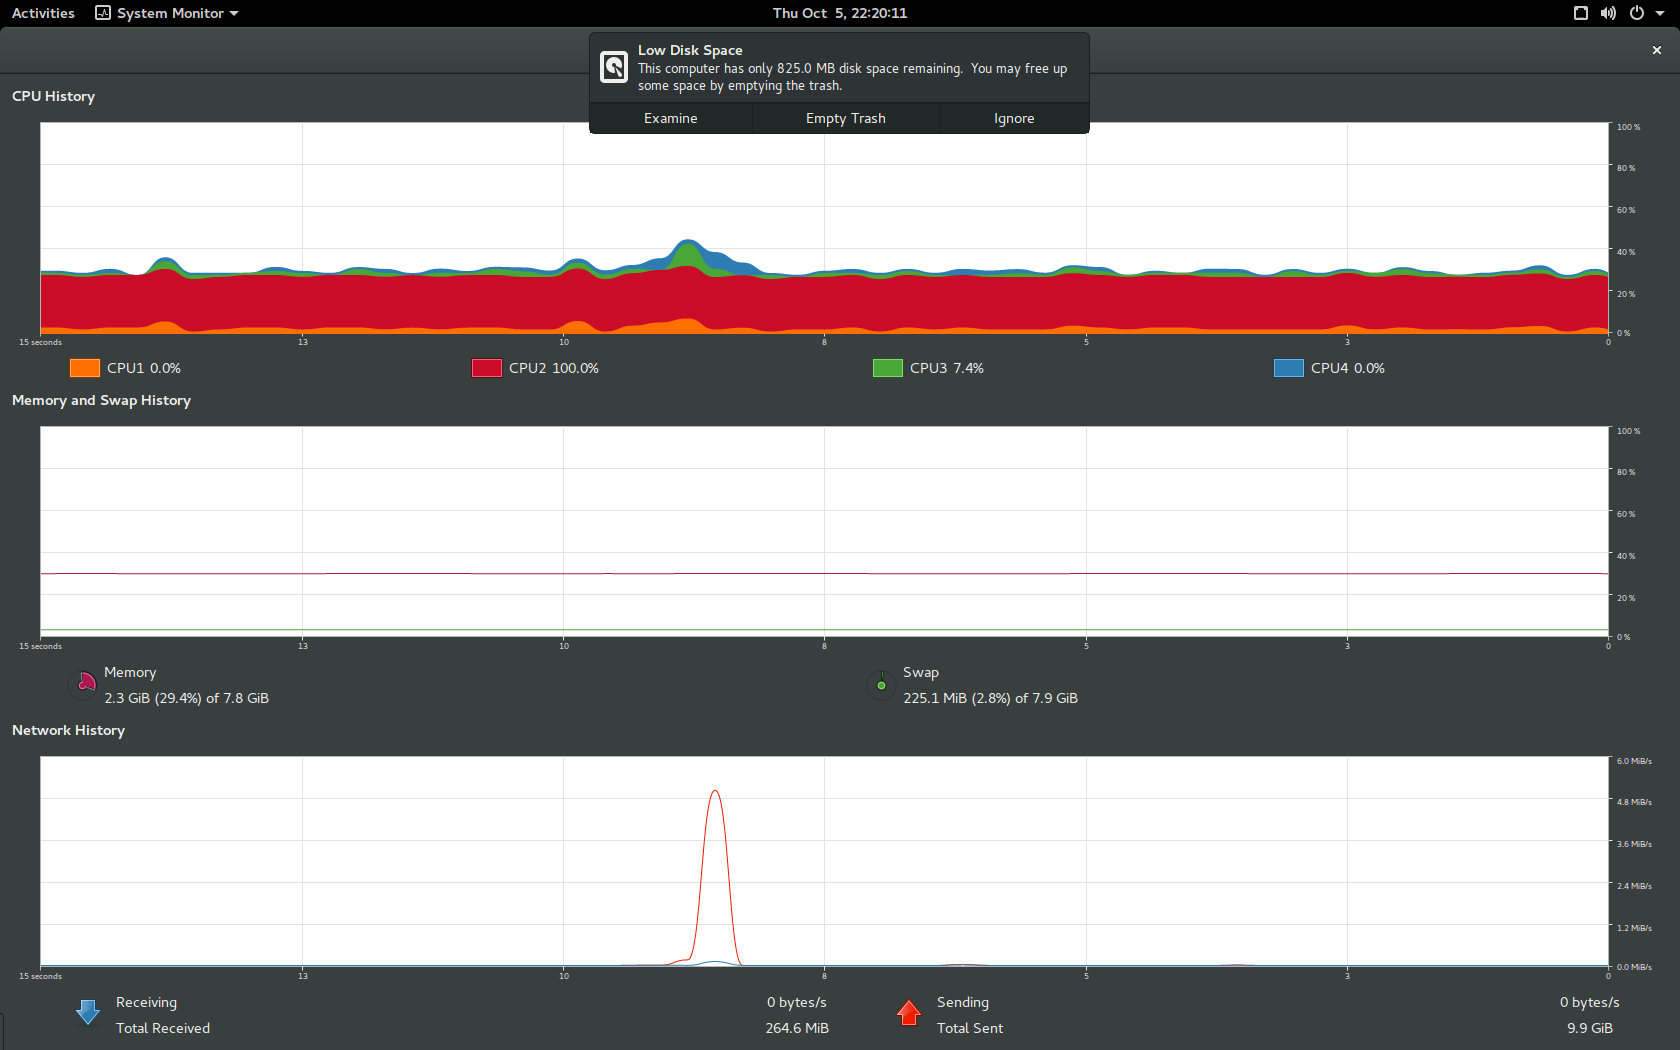 Activities System Monitor Thu Oct 5, 22:20:11
Low Disk Space
This computer has only 825.0 MB disk space remaining. You may free up
some space by emptying the trash.
Examine Empty Trash Ignore
CPU History
100 %
80 %
60 %
40 %
20 %
0 %
15 seconds 13 10 8 5 3 0
CPU1 0.0% CPU2 100.0% CPU3 7.4% CPU4 0.0%
Memory and Swap History
100 %
80 %
60 %
40 %
20 %
0 %
15 seconds 13 10 8 5 3 0
Memory Swap
2.3 GiB (29.4%) of 7.8 GiB 225.1 MiB (2.8%) of 7.9 GiB
Network History
6.0 MiB/s
4.8 MiB/s
3.6 MiB/s
2.4 MiB/s
1.2 MiB/s
0.0 MiB/s
15 seconds 13 10 8 5 3 0
Receiving 0 bytes/s Sending 0 bytes/s
Total Received 264.6 MiB Total Sent 9.9 GiB